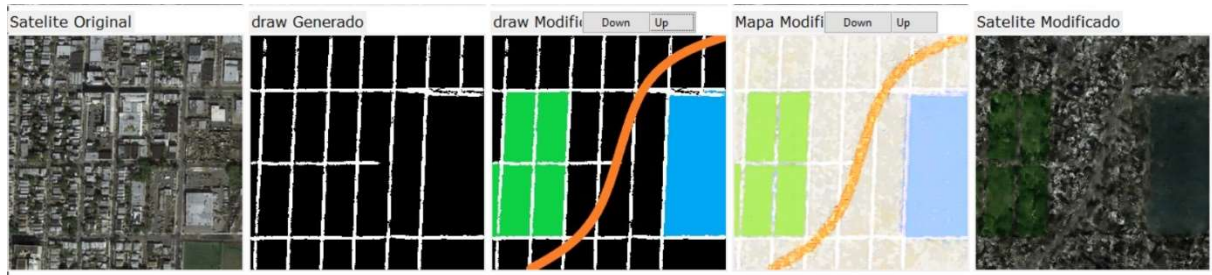 Satelite Original
draw Generado
draw Modifi Down Up
Mapa Modifi Down Up
Satelite Modificado